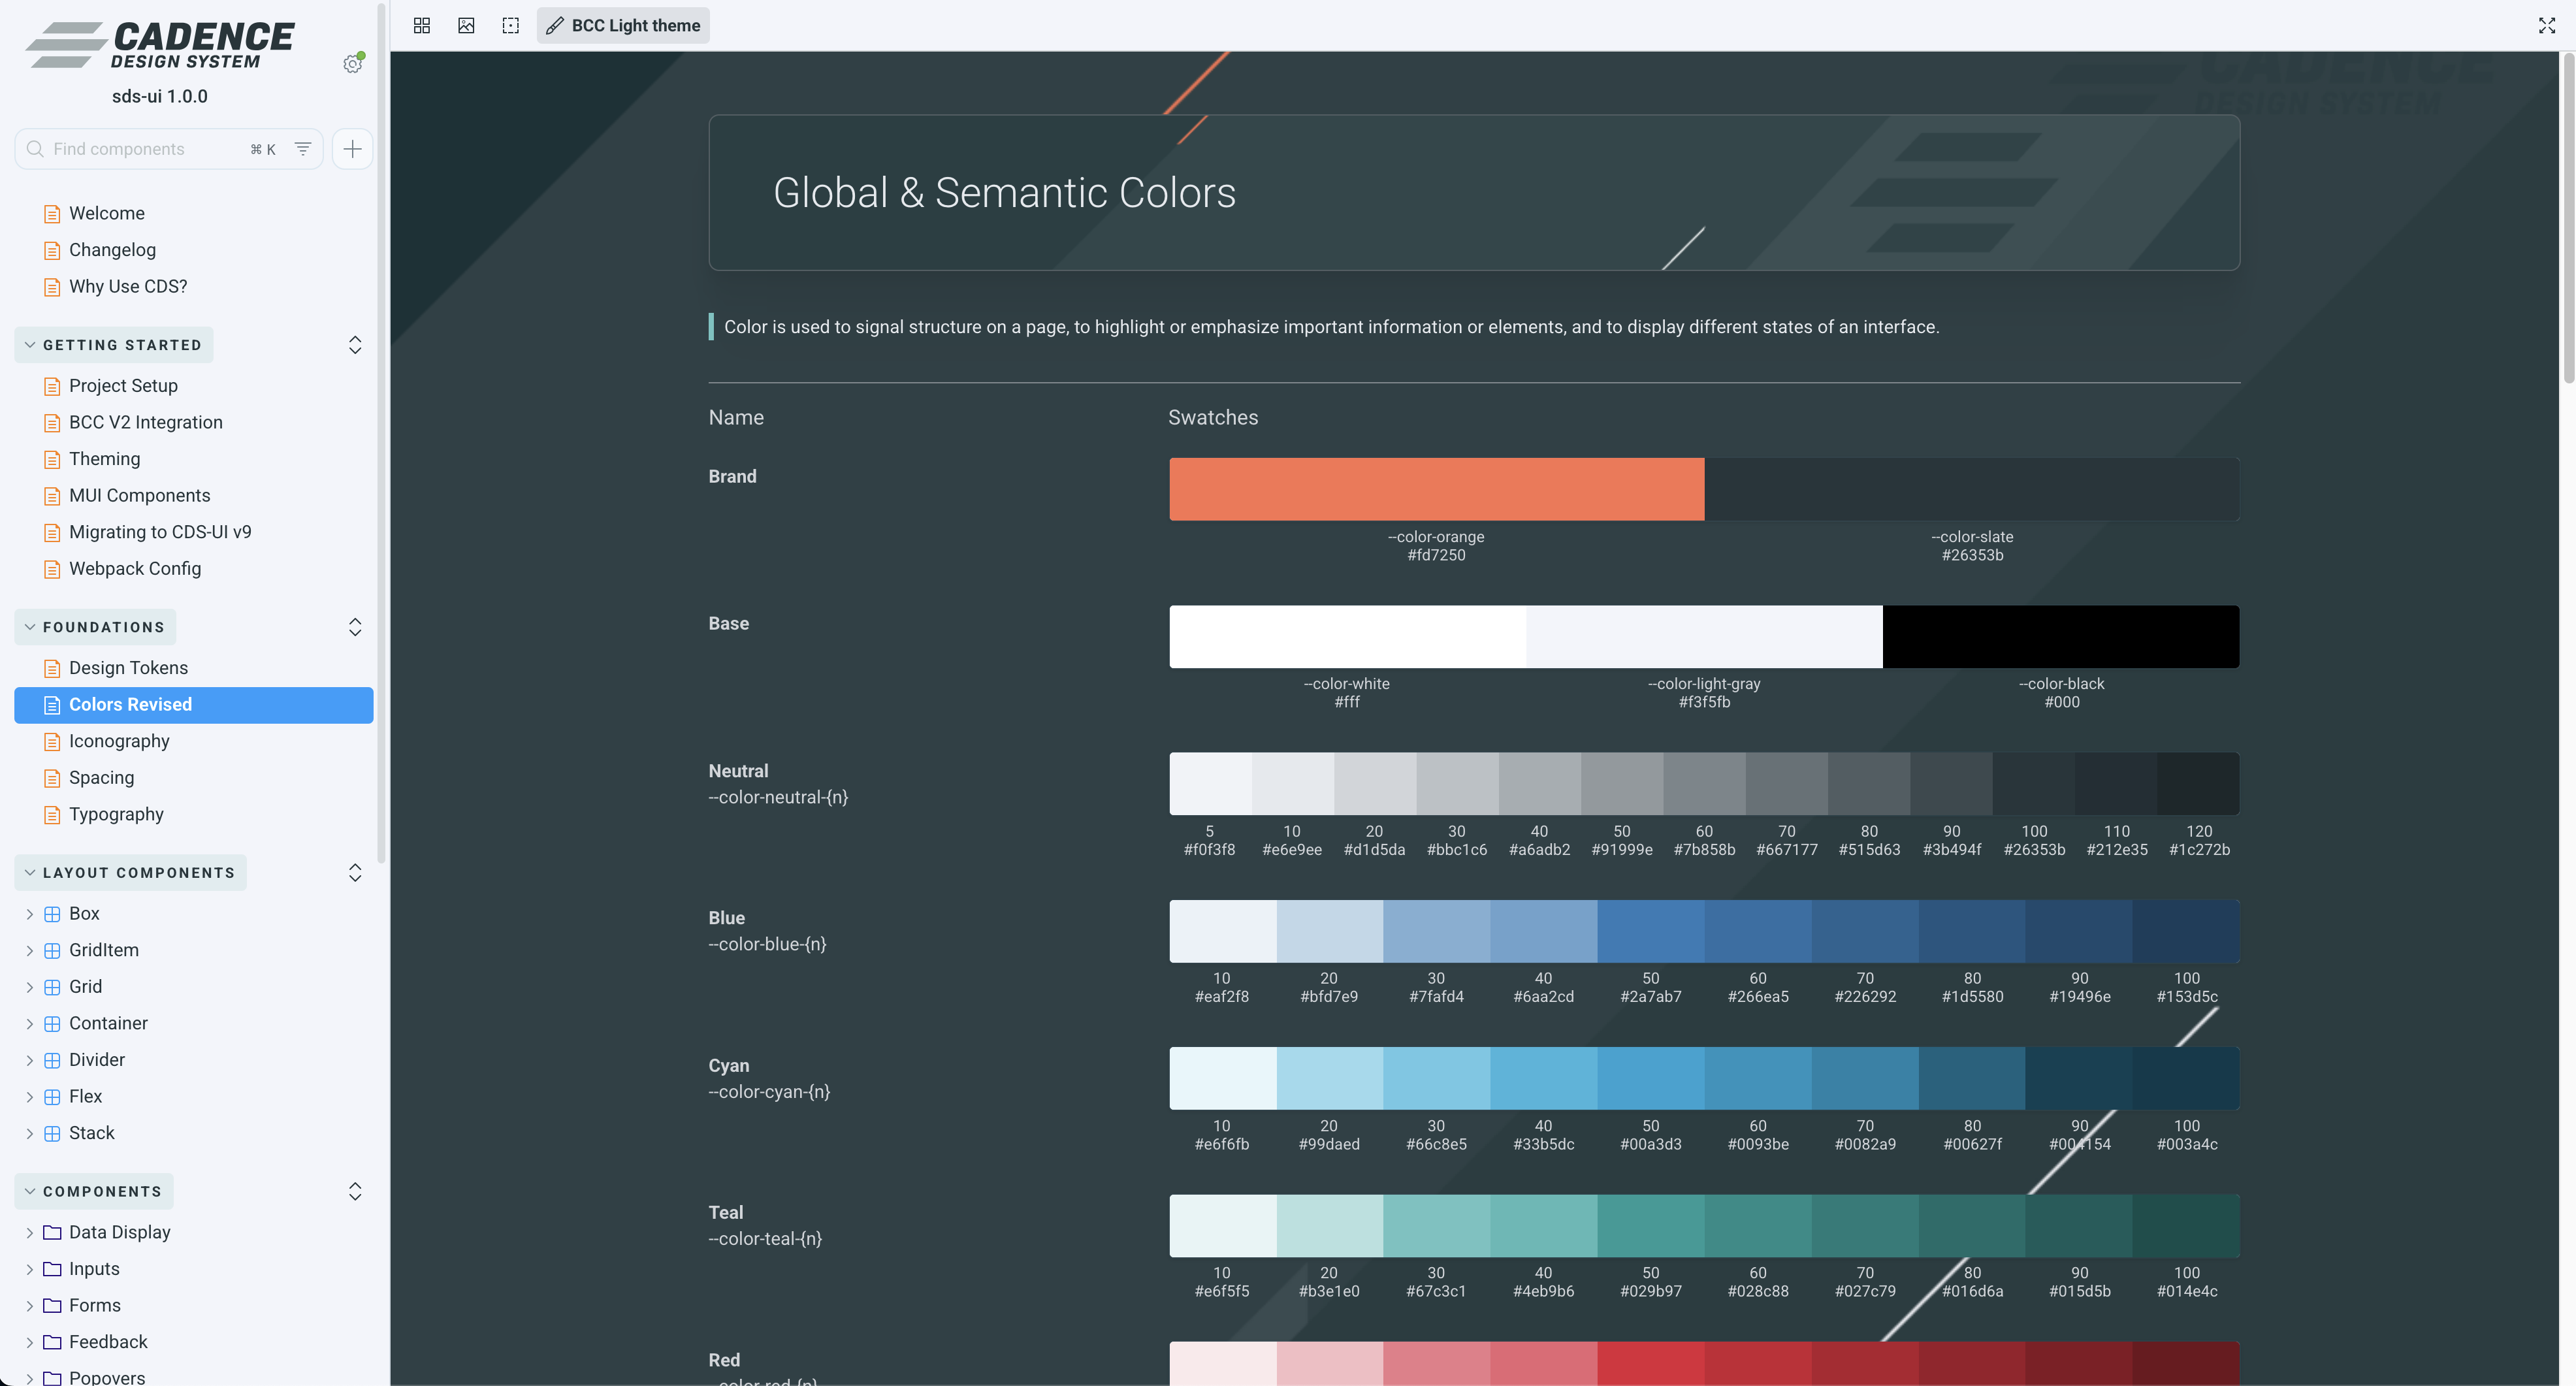 CADENCE
DESIGN SYSTEM
sds-ui 1.0.0
Find components
⌘ K
Welcome
Changelog
Why Use CDS?
GETTING STARTED
Project Setup
BCC V2 Integration
Theming
MUI Components
Migrating to CDS-UI v9
Webpack Config
FOUNDATIONS
Design Tokens
Colors Revised
Iconography
Spacing
Typography
LAYOUT COMPONENTS
Box
GridItem
Grid
Container
Divider
Flex
Stack
COMPONENTS
Data Display
Inputs
Forms
Feedback
Popovers
BCC Light theme
CADENCE
DESIGN SYSTEM
Global & Semantic Colors
Color is used to signal structure on a page, to highlight or emphasize important information or elements, and to display different states of an interface.
Name Swatches
Brand
--color-orange --color-slate
#fd7250 #26353b
Base
--color-white --color-light-gray --color-black
#fff #f3f5fb #000
Neutral
--color-neutral-{n}
5 10 20 30 40 50 60 70 80 90 100 110 120
#f0f3f8 #e6e9ee #d1d5da #bbc1c6 #a6adb2 #91999e #7b858b #667177 #515d63 #3b494f #26353b #212e35 #1c272b
Blue
--color-blue-{n}
10 20 30 40 50 60 70 80 90 100
#eaf2f8 #bfd7e9 #7fafd4 #6aa2cd #2a7ab7 #266ea5 #226292 #1d5580 #19496e #153d5c
Cyan
--color-cyan-{n}
10 20 30 40 50 60 70 80 90 100
#e6f6fb #99daed #66c8e5 #33b5dc #00a3d3 #0093be #0082a9 #00627f #004154 #003a4c
Teal
--color-teal-{n}
10 20 30 40 50 60 70 80 90 100
#e6f5f5 #b3e1e0 #67c3c1 #4eb9b6 #029b97 #028c88 #027c79 #016d6a #015d5b #014e4c
Red
--color-red-{n}